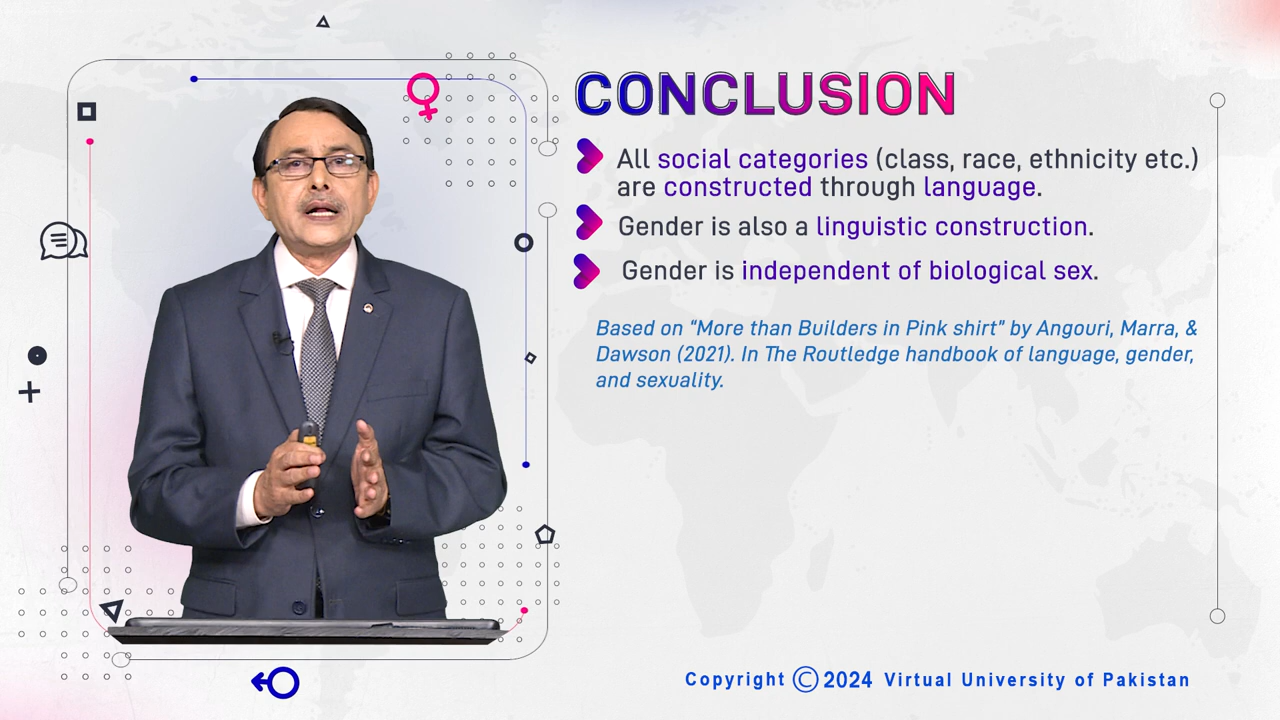 CONCLUSION
All social categories (class, race, ethnicity etc.)
are constructed through language.
Gender is also a linguistic construction.
Gender is independent of biological sex.
Based on “More than Builders in Pink shirt” by Angouri, Marra, &
Dawson (2021). In The Routledge handbook of language, gender,
and sexuality.
Copyright © 2024 Virtual University of Pakistan